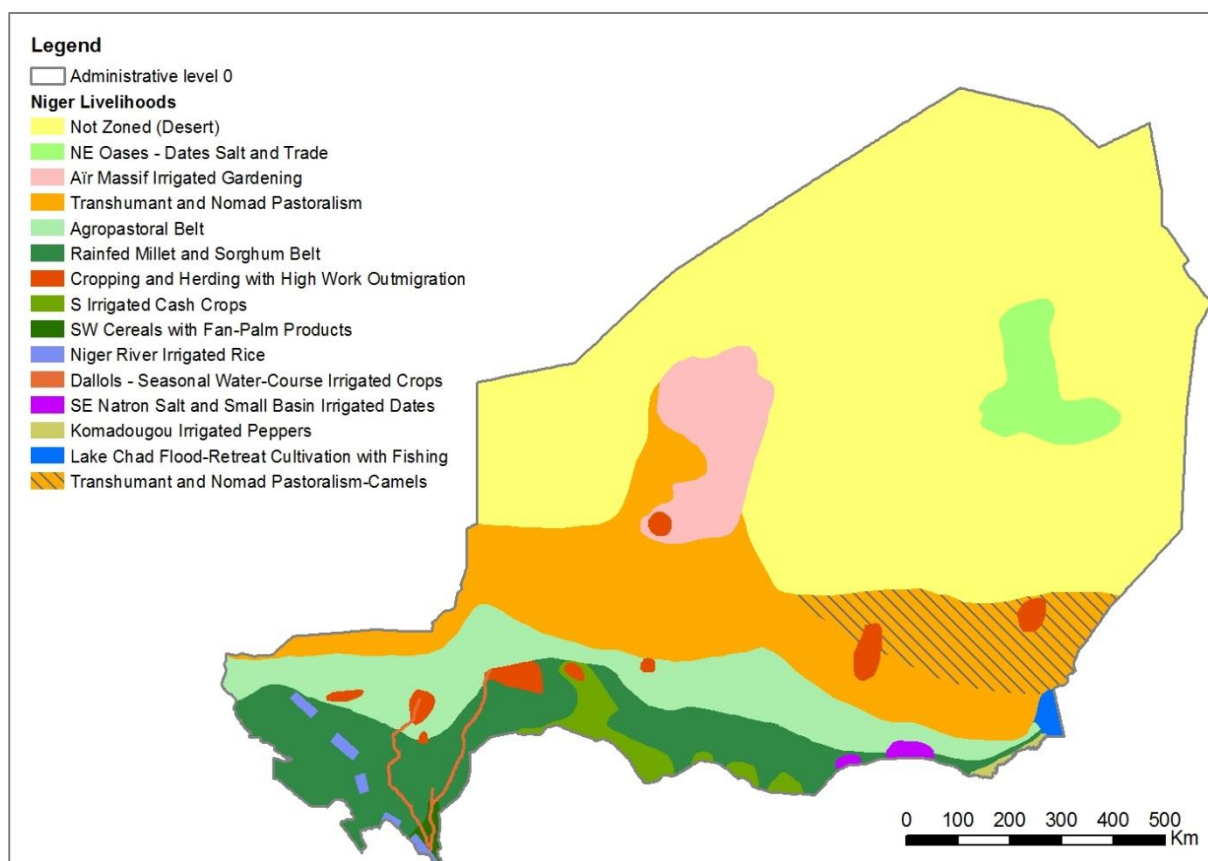 Legend
Administrative level 0
Niger Livelihoods
Not Zoned (Desert)
NE Oases - Dates Salt and Trade
Aïr Massif Irrigated Gardening
Transhumant and Nomad Pastoralism
Agropastoral Belt
Rainfed Millet and Sorghum Belt
Cropping and Herding with High Work Outmigration
S Irrigated Cash Crops
SW Cereals with Fan-Palm Products
Niger River Irrigated Rice
Dallols - Seasonal Water-Course Irrigated Crops
SE Natron Salt and Small Basin Irrigated Dates
Komadougou Irrigated Peppers
Lake Chad Flood-Retreat Cultivation with Fishing
Transhumant and Nomad Pastoralism-Camels
0 100 200 300 400 500
Km